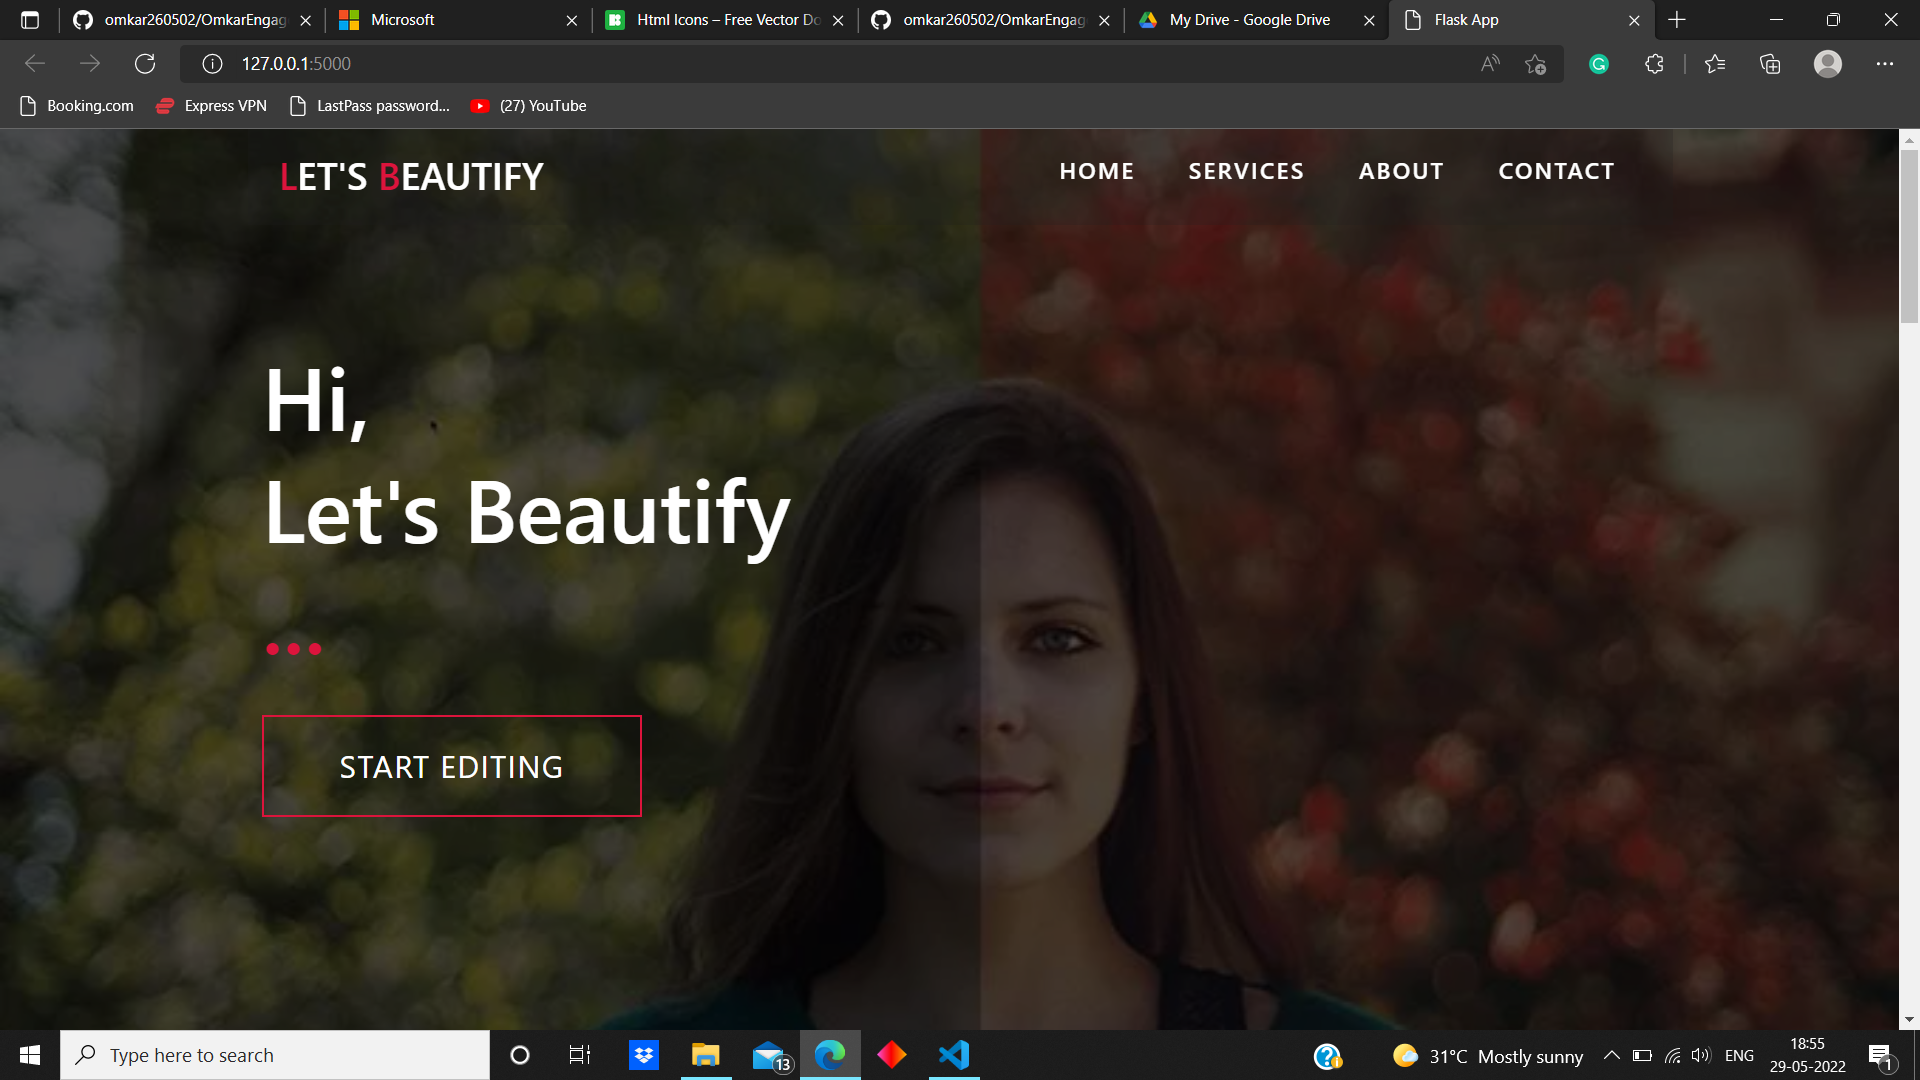 omkar260502/OmkarEngag
Microsoft
Html Icons – Free Vector Do
omkar260502/OmkarEngag
My Drive - Google Drive
Flask App
127.0.0.1:5000
Booking.com
Express VPN
LastPass password...
(27) YouTube
LET'S BEAUTIFY
HOME
SERVICES
ABOUT
CONTACT
Hi,
Let's Beautify
START EDITING
Type here to search
13
31°C Mostly sunny
ENG
18:55
29-05-2022
1